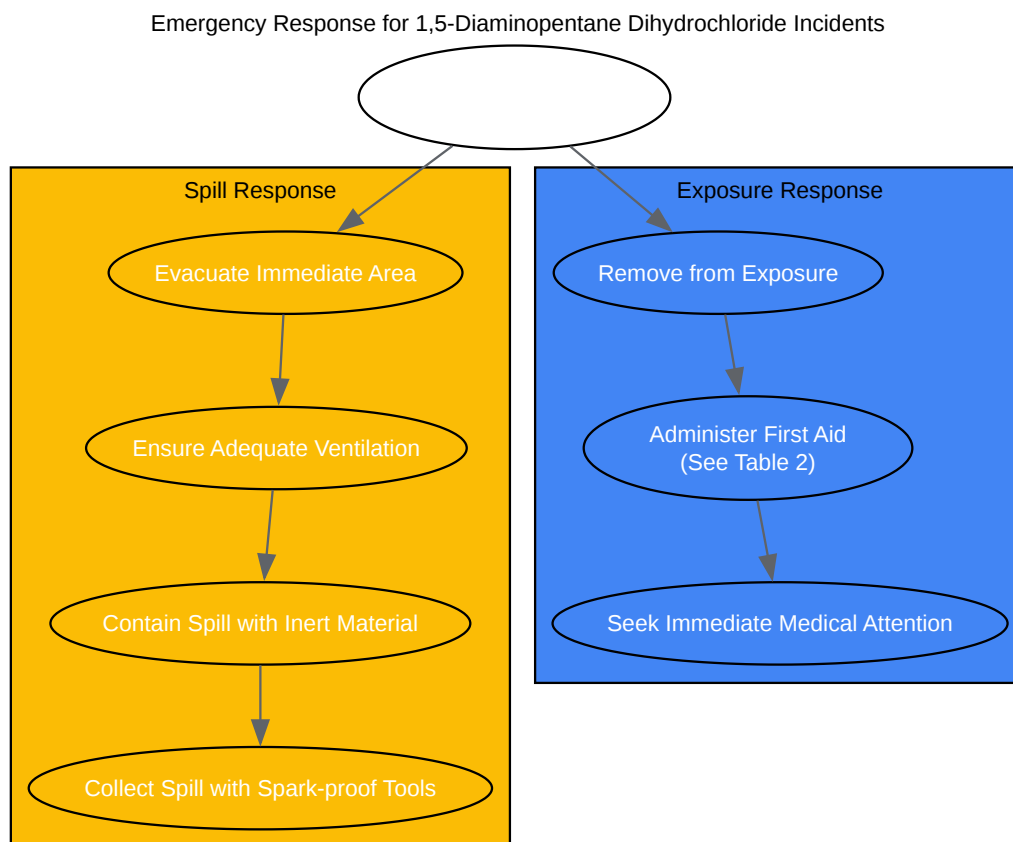 Emergency Response for 1,5-Diaminopentane Dihydrochloride Incidents
Spill Response
Evacuate Immediate Area
Ensure Adequate Ventilation
Contain Spill with Inert Material
Collect Spill with Spark-proof Tools
Exposure Response
Remove from Exposure
Administer First Aid
(See Table 2)
Seek Immediate Medical Attention